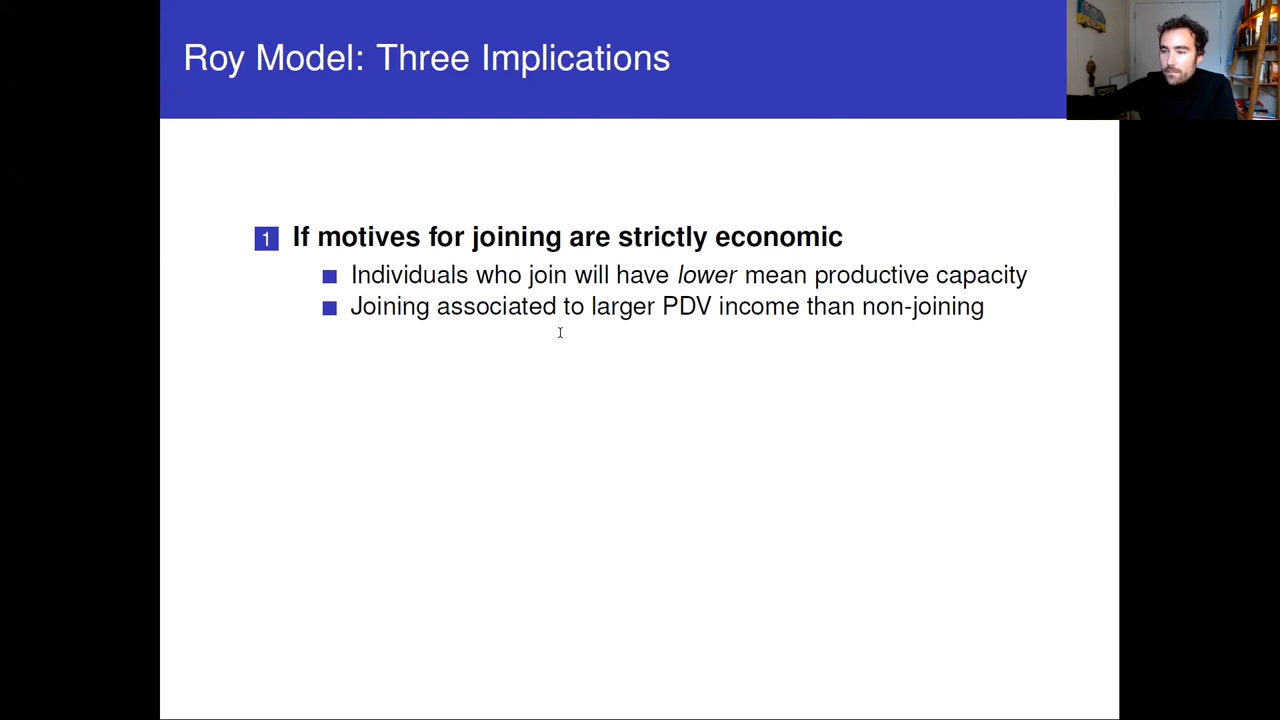 Roy Model: Three Implications
1 If motives for joining are strictly economic
Individuals who join will have lower mean productive capacity
Joining associated to larger PDV income than non-joining